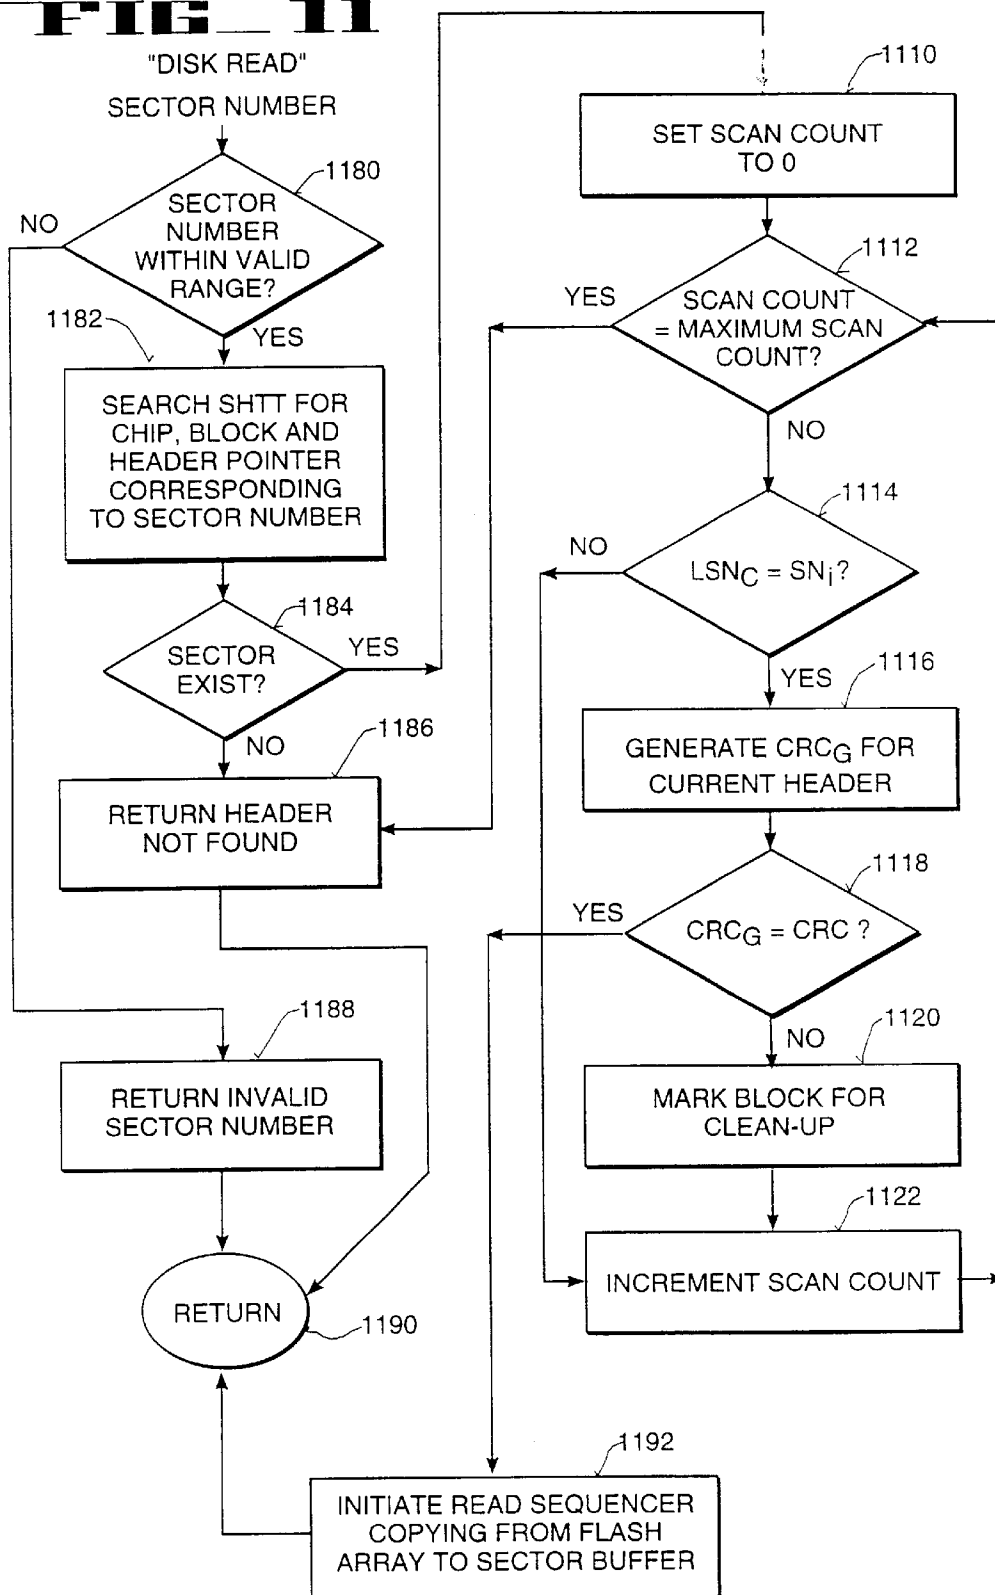 FIG_ 11
"DISK READ"
SECTOR NUMBER
1180
SECTOR
NUMBER
WITHIN VALID
RANGE?
NO
YES
1182
SEARCH SHTT FOR
CHIP, BLOCK AND
HEADER POINTER
CORRESPONDING
TO SECTOR NUMBER
1184
SECTOR
EXIST?
YES
NO
1186
RETURN HEADER
NOT FOUND
1188
RETURN INVALID
SECTOR NUMBER
RETURN
1190
1110
SET SCAN COUNT
TO 0
1112
SCAN COUNT
= MAXIMUM SCAN
COUNT?
YES
NO
1114
LSNC = SNi?
NO
YES
1116
GENERATE CRCG FOR
CURRENT HEADER
1118
CRCG = CRC ?
YES
NO
1120
MARK BLOCK FOR
CLEAN-UP
1122
INCREMENT SCAN COUNT
1192
INITIATE READ SEQUENCER
COPYING FROM FLASH
ARRAY TO SECTOR BUFFER